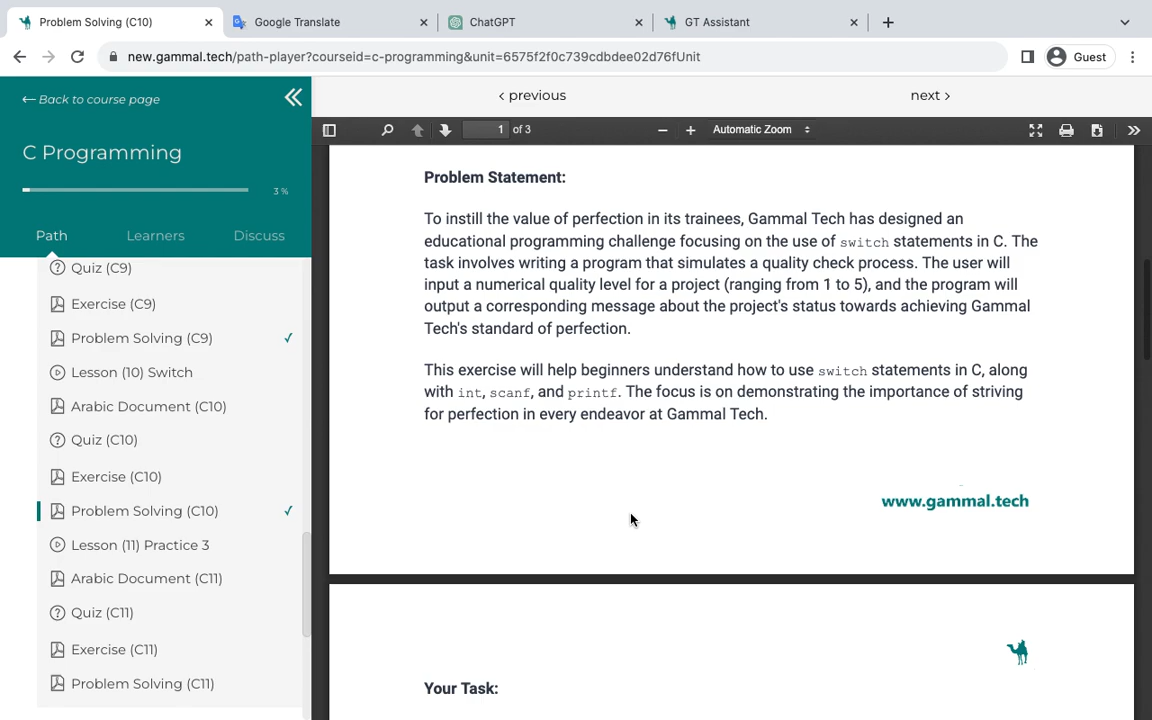 Problem Solving (C10)
Google Translate
ChatGPT
GT Assistant
new.gammal.tech/path-player?courseid=c-programming&unit=6575f2f0c739cdbdee02d76fUnit
Guest
Back to course page
C Programming
3 %
Path
Learners
Discuss
Quiz (C9)
Exercise (C9)
Problem Solving (C9)
Lesson (10) Switch
Arabic Document (C10)
Quiz (C10)
Exercise (C10)
Problem Solving (C10)
Lesson (11) Practice 3
Arabic Document (C11)
Quiz (C11)
Exercise (C11)
Problem Solving (C11)
‹ previous
next ›
1 of 3
Automatic Zoom
Problem Statement:
To instill the value of perfection in its trainees, Gammal Tech has designed an
educational programming challenge focusing on the use of switch statements in C. The
task involves writing a program that simulates a quality check process. The user will
input a numerical quality level for a project (ranging from 1 to 5), and the program will
output a corresponding message about the project's status towards achieving Gammal
Tech's standard of perfection.
This exercise will help beginners understand how to use switch statements in C, along
with int, scanf, and printf. The focus is on demonstrating the importance of striving
for perfection in every endeavor at Gammal Tech.
www.gammal.tech
Your Task: